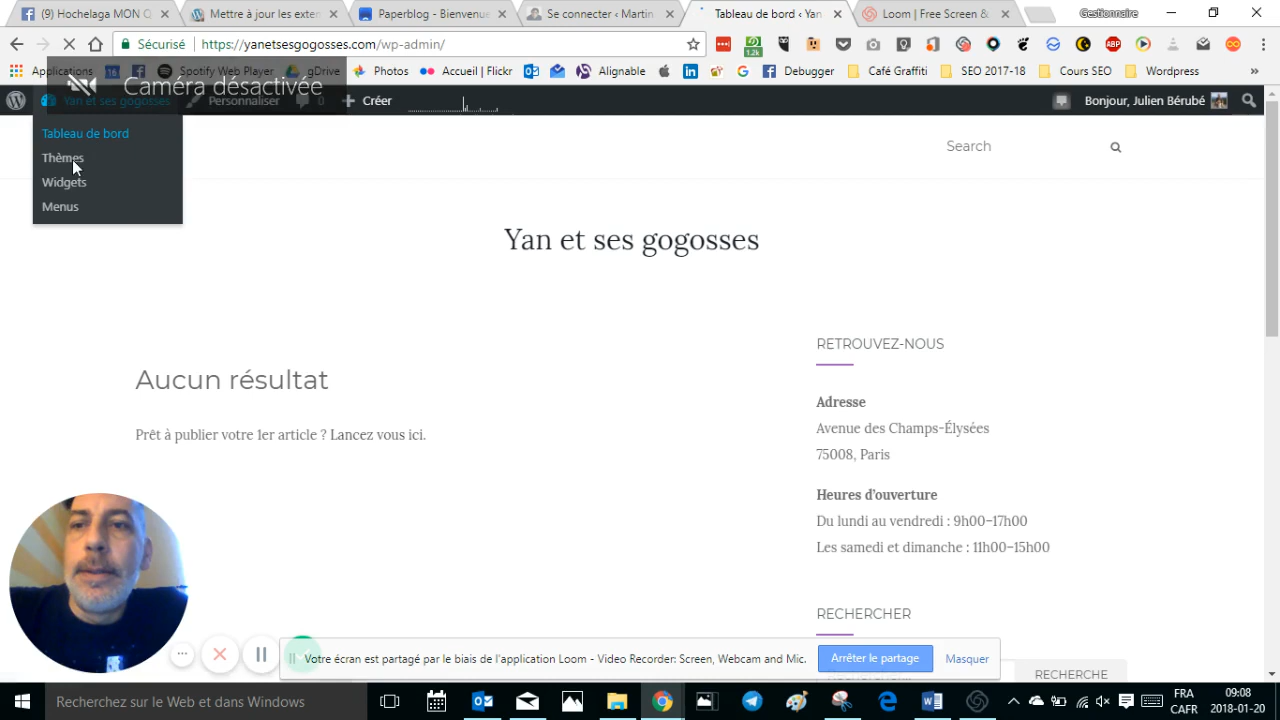 (9) Hochelaga MON Q
Mettre à jour les exten
Paperblog - Bienvenue
Se connecter ‹ Martin
Tableau de bord ‹ Yan
Loom | Free Screen &
Gestionnaire
Sécurisé https://yanetsesgogosses.com/wp-admin/
1.2k
ABP
Applications
Spotify Web Player
gDrive
Photos
Accueil | Flickr
Alignable
Debugger
Café Graffiti
SEO 2017-18
Cours SEO
Wordpress
»
Caméra désactivée
Yan et ses gogosses
Personnaliser
0
Créer
Bonjour, Julien Bérubé
Tableau de bord
Thèmes
Widgets
Menus
Search
Yan et ses gogosses
Aucun résultat
Prêt à publier votre 1er article ? Lancez vous ici.
RETROUVEZ-NOUS
Adresse
Avenue des Champs-Élysées
75008, Paris
Heures d'ouverture
Du lundi au vendredi : 9h00–17h00
Les samedi et dimanche : 11h00–15h00
RECHERCHER
RECHERCHE
Votre écran est partagé par le biais de l'application Loom - Video Recorder: Screen, Webcam and Mic.
Arrêter le partage
Masquer
Recherchez sur le Web et dans Windows
FRA
CAFR
09:08
2018-01-20